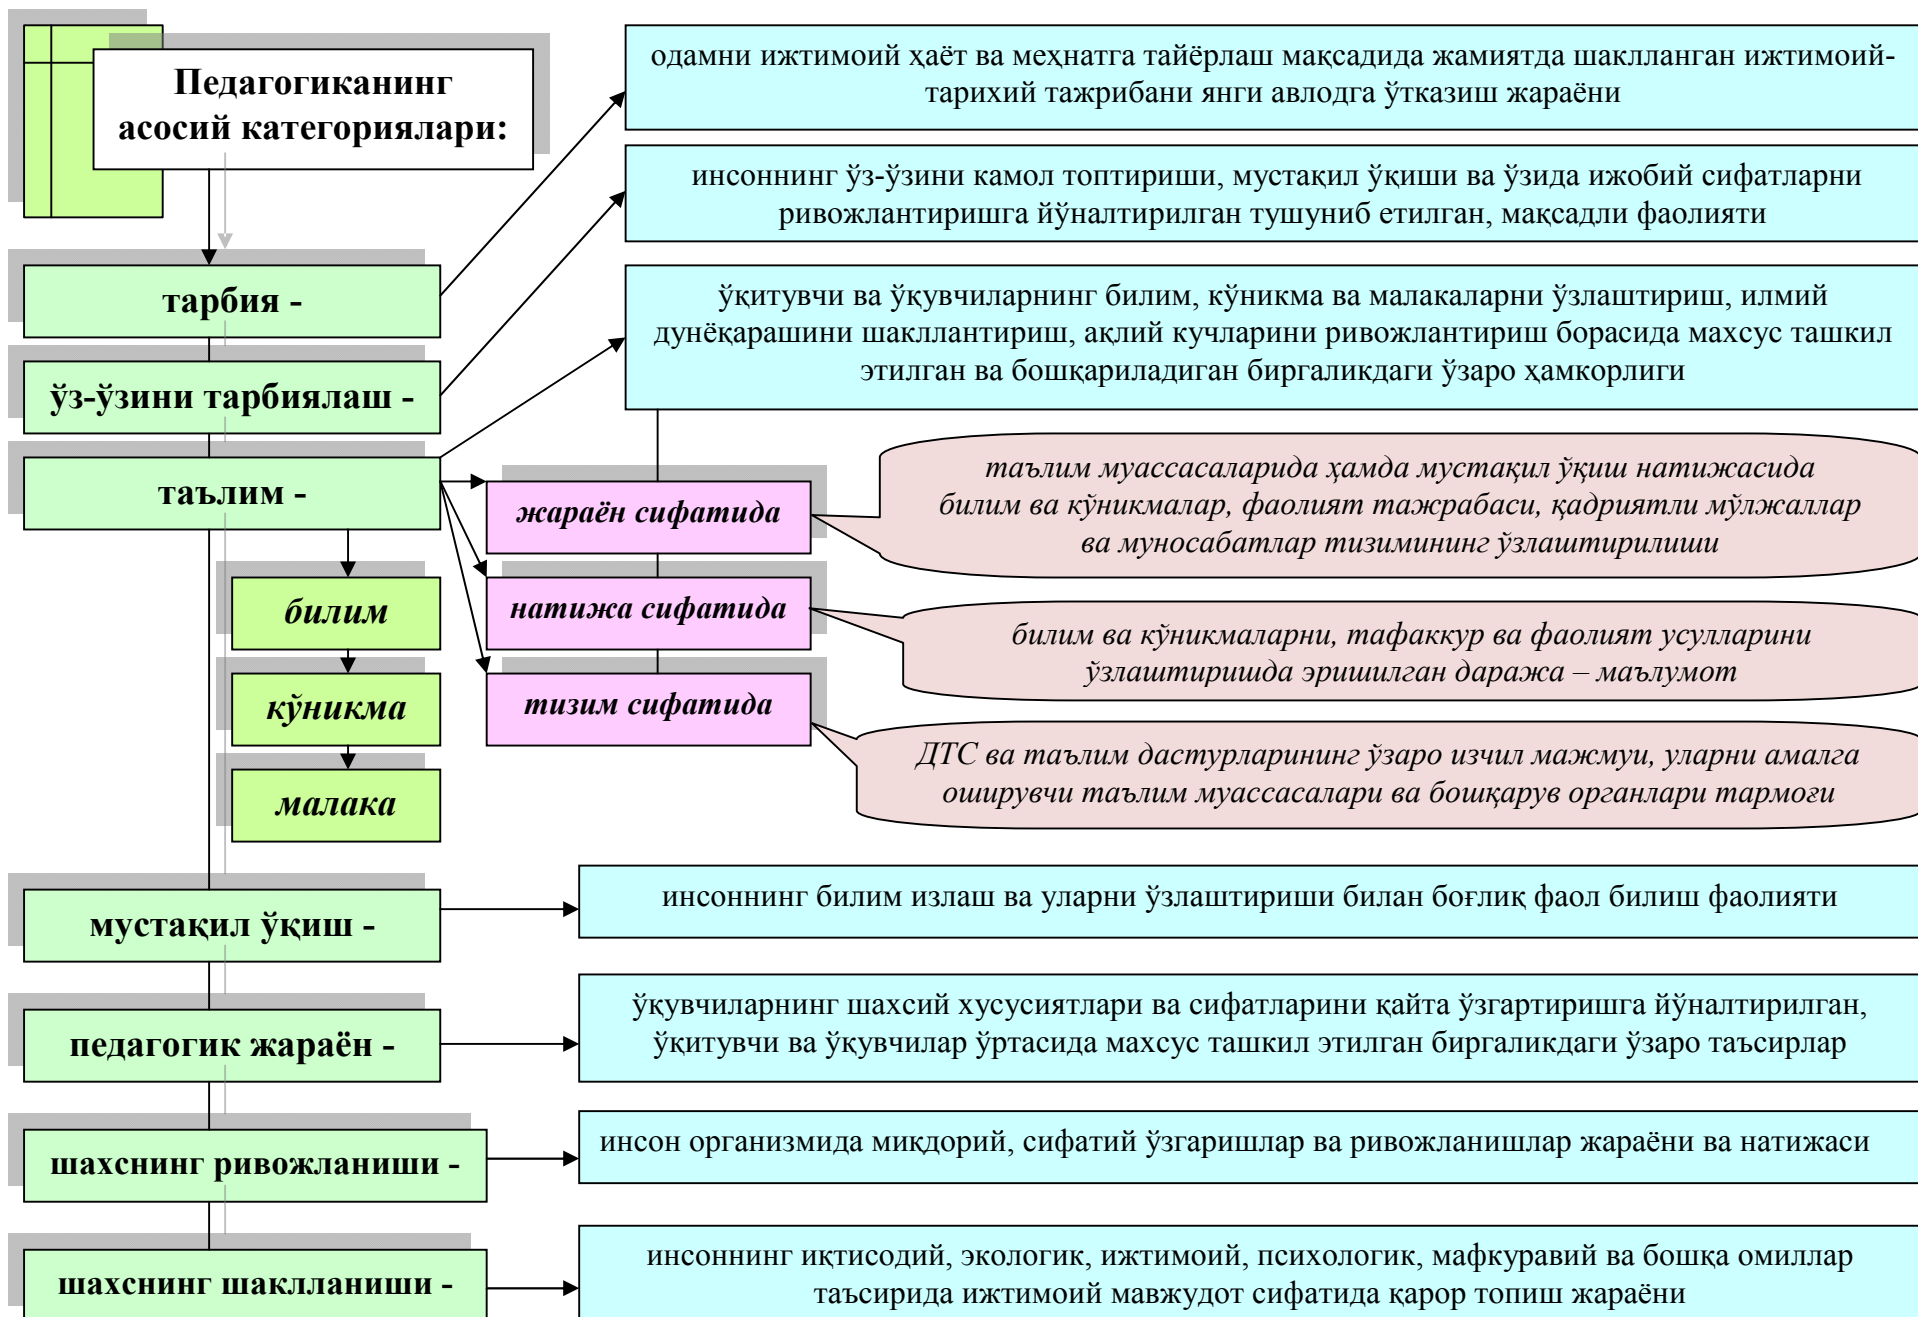 Педагогиканинг
асосий категориялари:
одамни ижтимоий ҳаёт ва меҳнатга тайёрлаш мақсадида жамиятда шаклланган ижтимоий-
тарихий тажрибани янги авлодга ўтказиш жараёни
инсоннинг ўз-ўзини камол топтириши, мустақил ўқиши ва ўзида ижобий сифатларни
ривожлантиришга йўналтирилган тушуниб етилган, мақсадли фаолияти
тарбия -
ўқитувчи ва ўқувчиларнинг билим, кўникма ва малакаларни ўзлаштириш, илмий
дунёқарашини шакллантириш, ақлий кучларини ривожлантириш борасида махсус ташкил
этилган ва бошқариладиган биргаликдаги ўзаро ҳамкорлиги
ўз-ўзини тарбиялаш -
таълим -
жараён сифатида
таълим муассасаларида ҳамда мустақил ўқиш натижасида
билим ва кўникмалар, фаолият тажрабаси, қадриятли мўлжаллар
ва муносабатлар тизимининг ўзлаштирилиши
билим
натижа сифатида
билим ва кўникмаларни, тафаккур ва фаолият усулларини
ўзлаштиришда эришилган даража – маълумот
кўникма
тизим сифатида
ДТС ва таълим дастурларининг ўзаро изчил мажмуи, уларни амалга
оширувчи таълим муассасалари ва бошқарув органлари тармоғи
малака
мустақил ўқиш -
инсоннинг билим излаш ва уларни ўзлаштириши билан боғлиқ фаол билиш фаолияти
педагогик жараён -
ўқувчиларнинг шахсий хусусиятлари ва сифатларини қайта ўзгартиришга йўналтирилган,
ўқитувчи ва ўқувчилар ўртасида махсус ташкил этилган биргаликдаги ўзаро таъсирлар
шахснинг ривожланиши -
инсон организмида миқдорий, сифатий ўзгаришлар ва ривожланишлар жараёни ва натижаси
шахснинг шаклланиши -
инсоннинг иқтисодий, экологик, ижтимоий, психологик, мафкуравий ва бошқа омиллар
таъсирида ижтимоий мавжудот сифатида қарор топиш жараёни